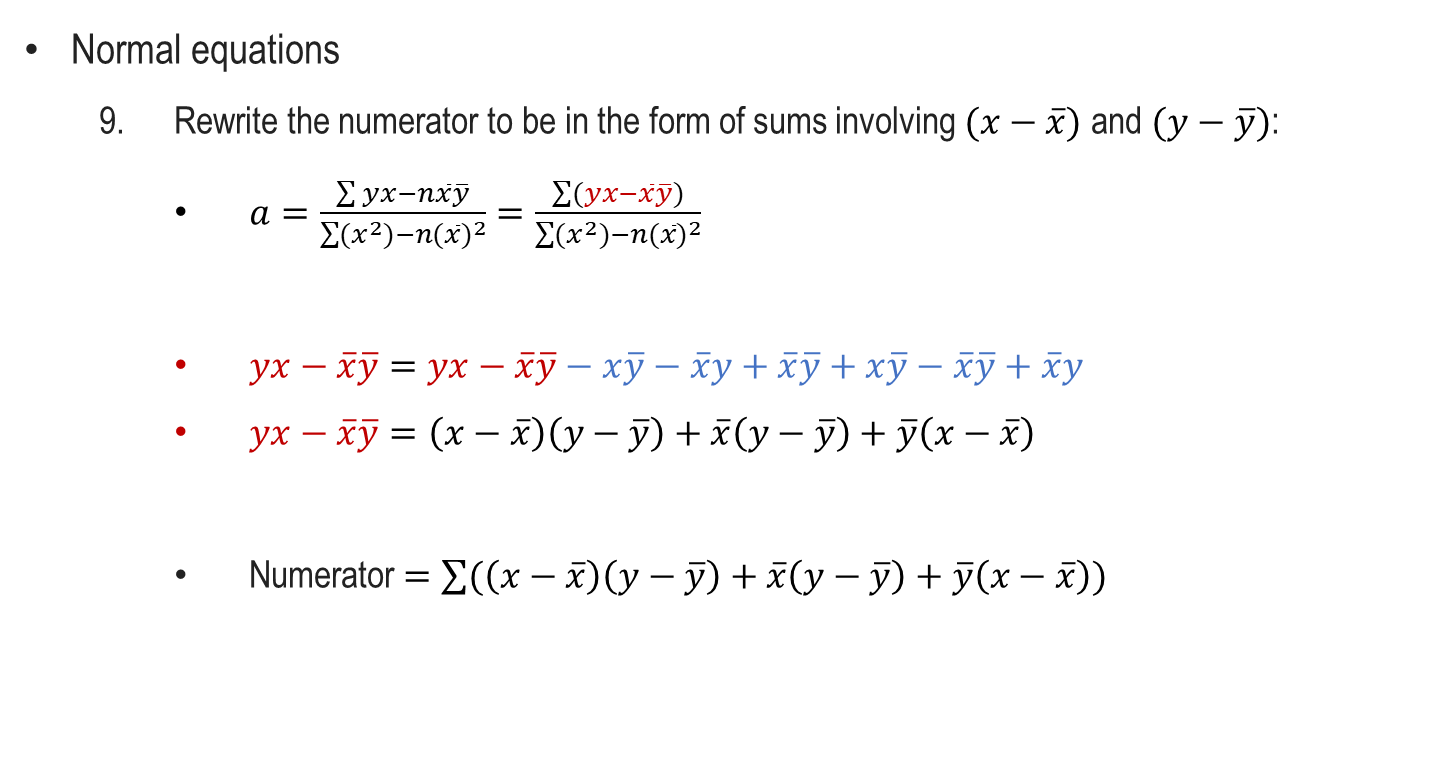 • Normal equations
9. Rewrite the numerator to be in the form of sums involving (x − x̄) and (y − ȳ):
• a = (∑ yx−nx̄ȳ)/(∑(x²)−n(x̄)²) = (∑(yx−x̄ȳ))/(∑(x²)−n(x̄)²)
• yx − x̄ȳ = yx − x̄ȳ − xȳ − x̄y + x̄ȳ + xȳ − x̄ȳ + x̄y
• yx − x̄ȳ = (x − x̄)(y − ȳ) + x̄(y − ȳ) + ȳ(x − x̄)
• Numerator = ∑((x − x̄)(y − ȳ) + x̄(y − ȳ) + ȳ(x − x̄))